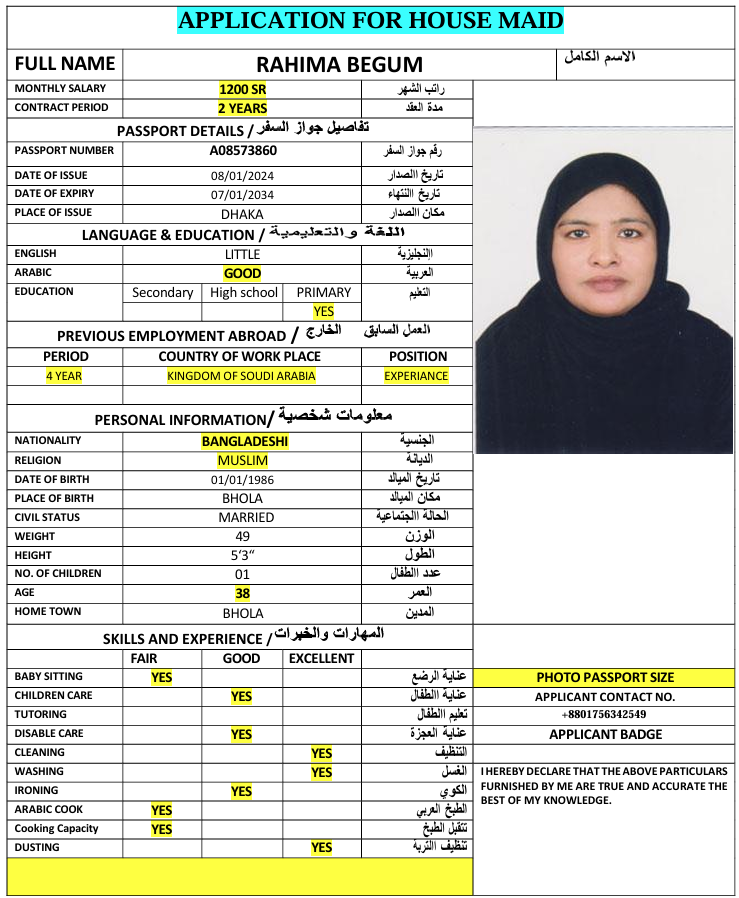 APPLICATION FOR HOUSE MAID
FULL NAME RAHIMA BEGUM الاسم الكامل
MONTHLY SALARY 1200 SR راتب الشهر
CONTRACT PERIOD 2 YEARS مدة العقد
PASSPORT DETAILS / تفاصيل جواز السفر
PASSPORT NUMBER A08573860 رقم جواز السفر
DATE OF ISSUE 08/01/2024 تاريخ االصدار
DATE OF EXPIRY 07/01/2034 تاريخ االنتهاء
PLACE OF ISSUE DHAKA مكان االصدار
LANGUAGE & EDUCATION / اللغة والتعليمية
ENGLISH LITTLE اإلنجليزية
ARABIC GOOD العربية
EDUCATION Secondary High school PRIMARY التعليم
YES
PREVIOUS EMPLOYMENT ABROAD / العمل السابق الخارج
PERIOD COUNTRY OF WORK PLACE POSITION
4 YEAR KINGDOM OF SOUDI ARABIA EXPERIANCE
PERSONAL INFORMATION/ معلومات شخصية
NATIONALITY BANGLADESHI الجنسية
RELIGION MUSLIM الديانة
DATE OF BIRTH 01/01/1986 تاريخ الميالد
PLACE OF BIRTH BHOLA مكان الميالد
CIVIL STATUS MARRIED الحالة االجتماعية
WEIGHT 49 الوزن
HEIGHT 5'3“ الطول
NO. OF CHILDREN 01 عدد االطفال
AGE 38 العمر
HOME TOWN BHOLA المدين
SKILLS AND EXPERIENCE / المهارات والخبرات
FAIR GOOD EXCELLENT
BABY SITTING YES عناية الرضع
CHILDREN CARE YES عناية االطفال
TUTORING تعليم االطفال
DISABLE CARE YES عناية العجزة
CLEANING YES التنظيف
WASHING YES الغسل
IRONING YES الكوي
ARABIC COOK YES الطبخ العربي
Cooking Capacity YES تتقبل الطبخ
DUSTING YES تنظيف التربة
PHOTO PASSPORT SIZE
APPLICANT CONTACT NO.
+8801756342549
APPLICANT BADGE
I HEREBY DECLARE THAT THE ABOVE PARTICULARS
FURNISHED BY ME ARE TRUE AND ACCURATE THE
BEST OF MY KNOWLEDGE.